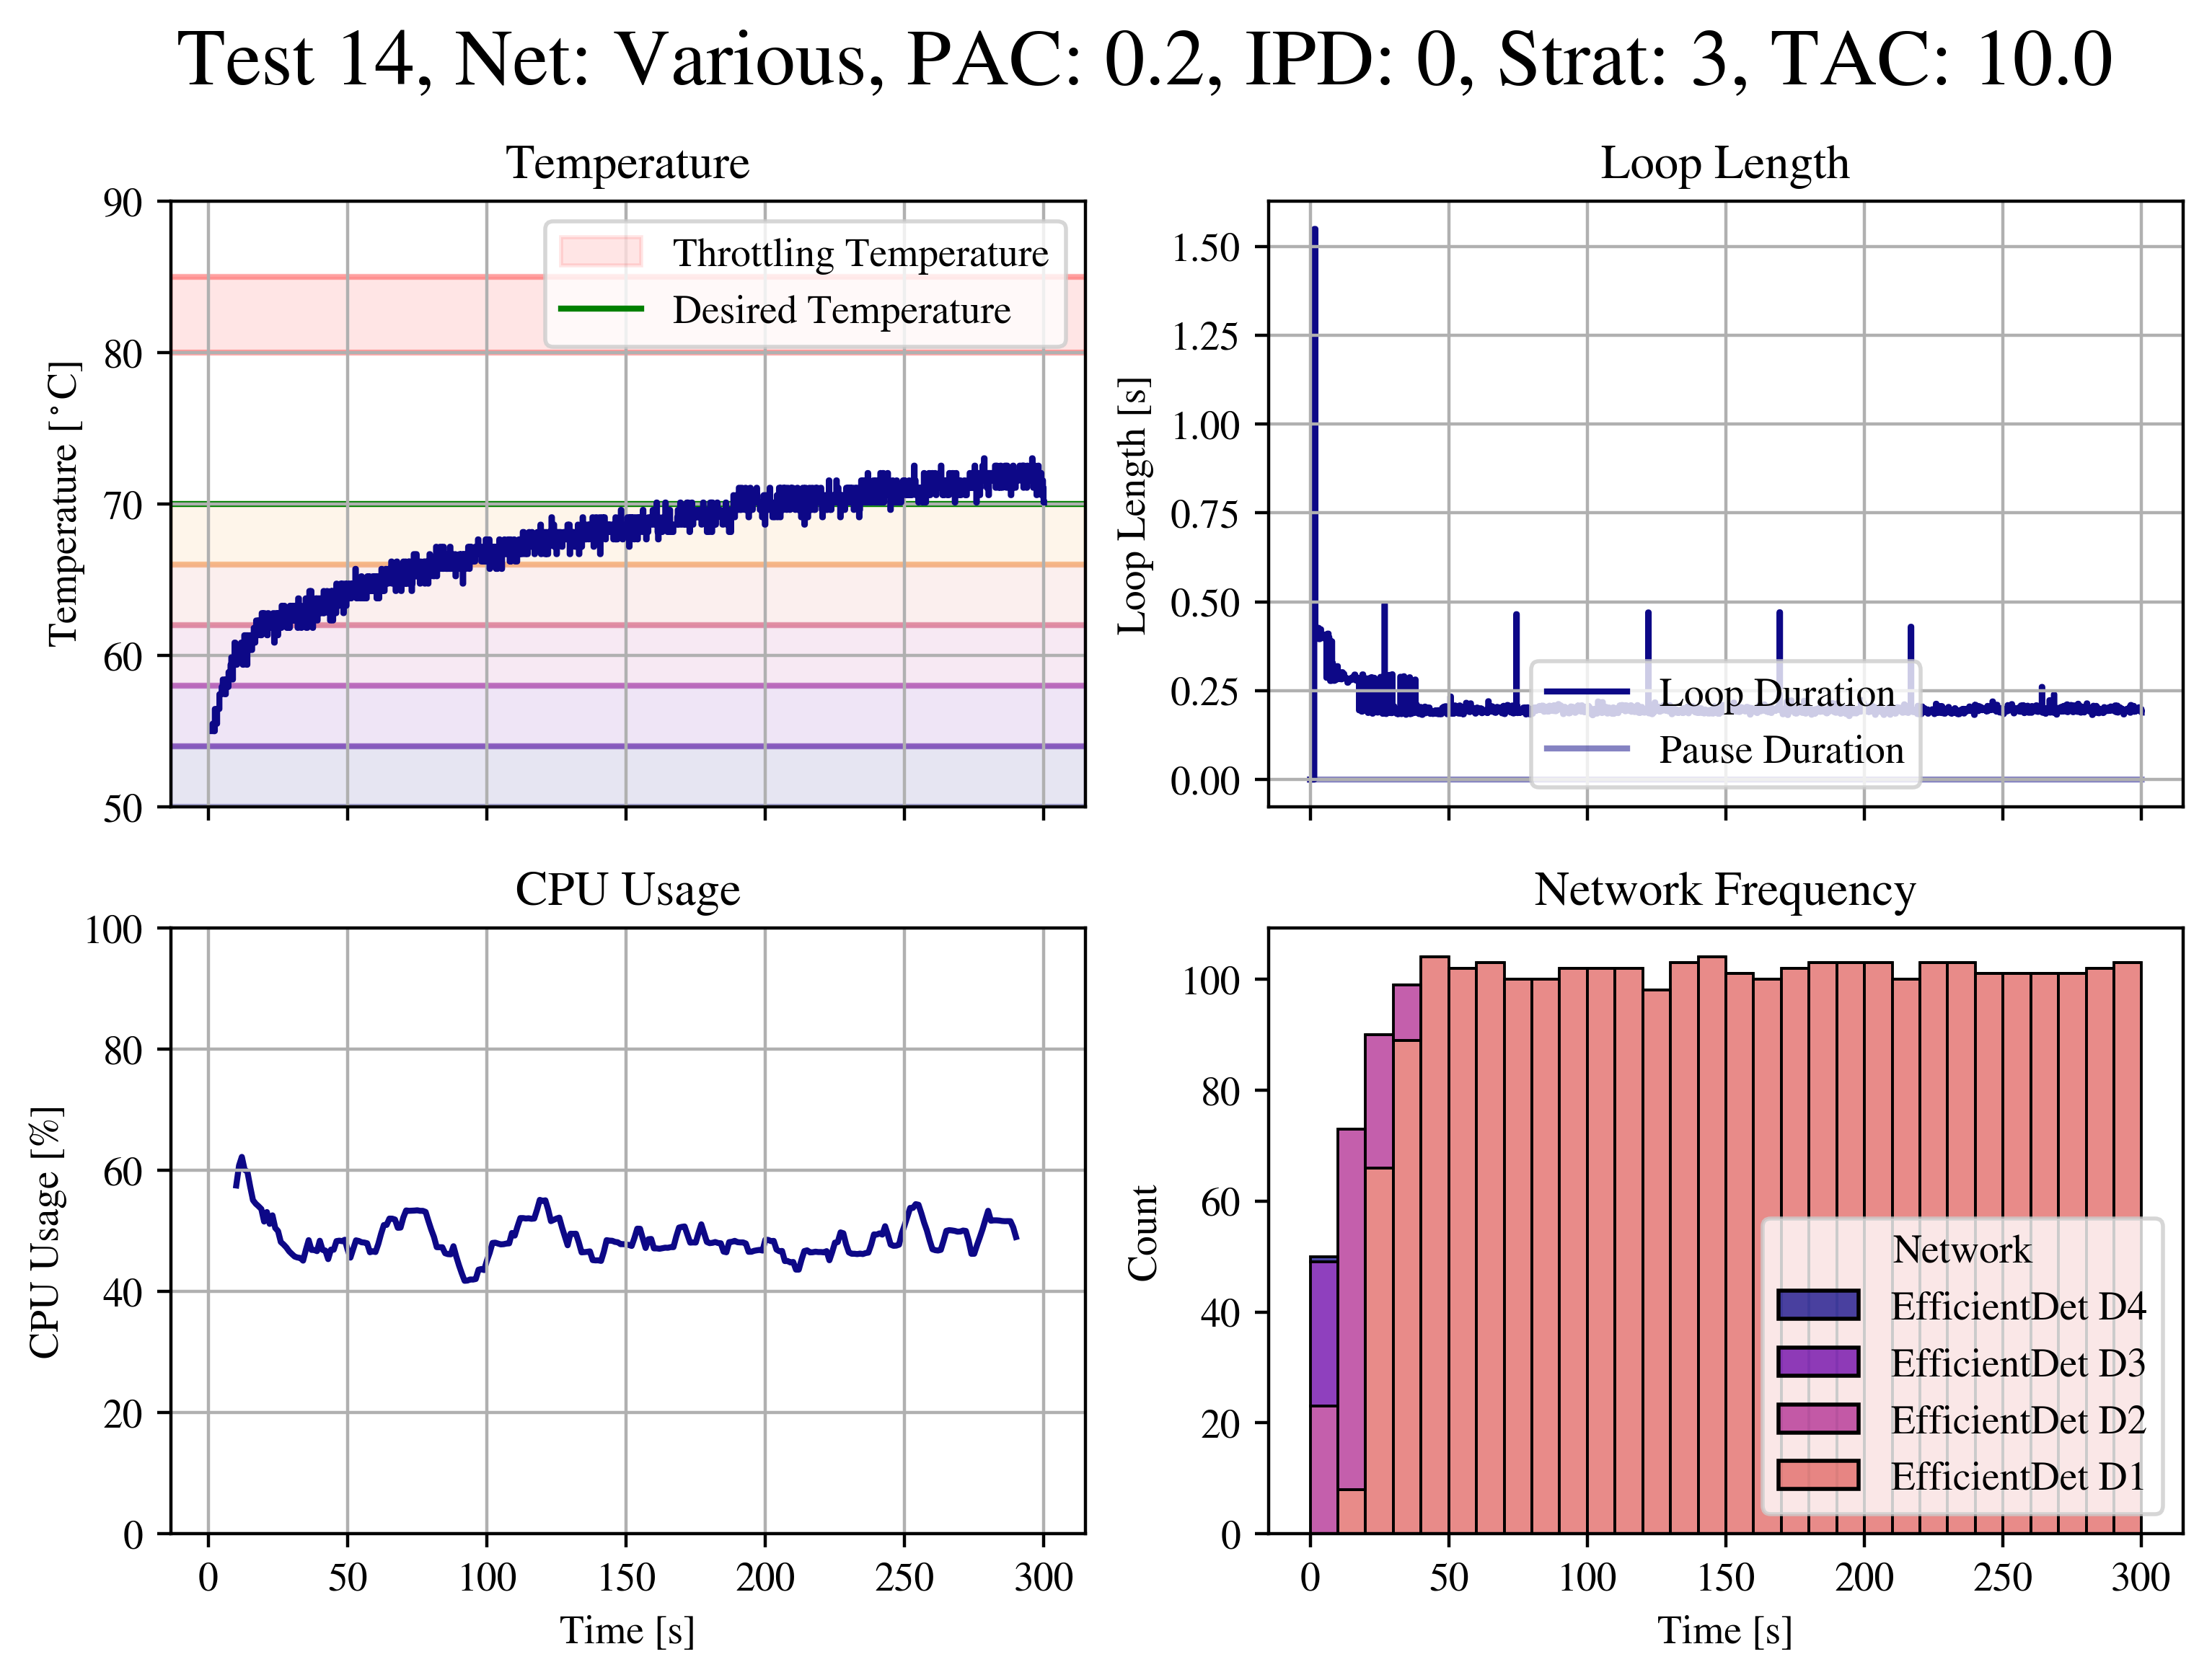 Test 14, Net: Various, PAC: 0.2, IPD: 0, Strat: 3, TAC: 10.0
Temperature
90
80
70
60
50
Temperature [°C]
Throttling Temperature
Desired Temperature
Loop Length
1.50
1.25
1.00
0.75
0.50
0.25
0.00
Loop Length [s]
Loop Duration
Pause Duration
CPU Usage
100
80
60
40
20
0
CPU Usage [%]
0 50 100 150 200 250 300
Time [s]
Network Frequency
100
80
60
40
20
0
Count
Network
EfficientDet D4
EfficientDet D3
EfficientDet D2
EfficientDet D1
0 50 100 150 200 250 300
Time [s]